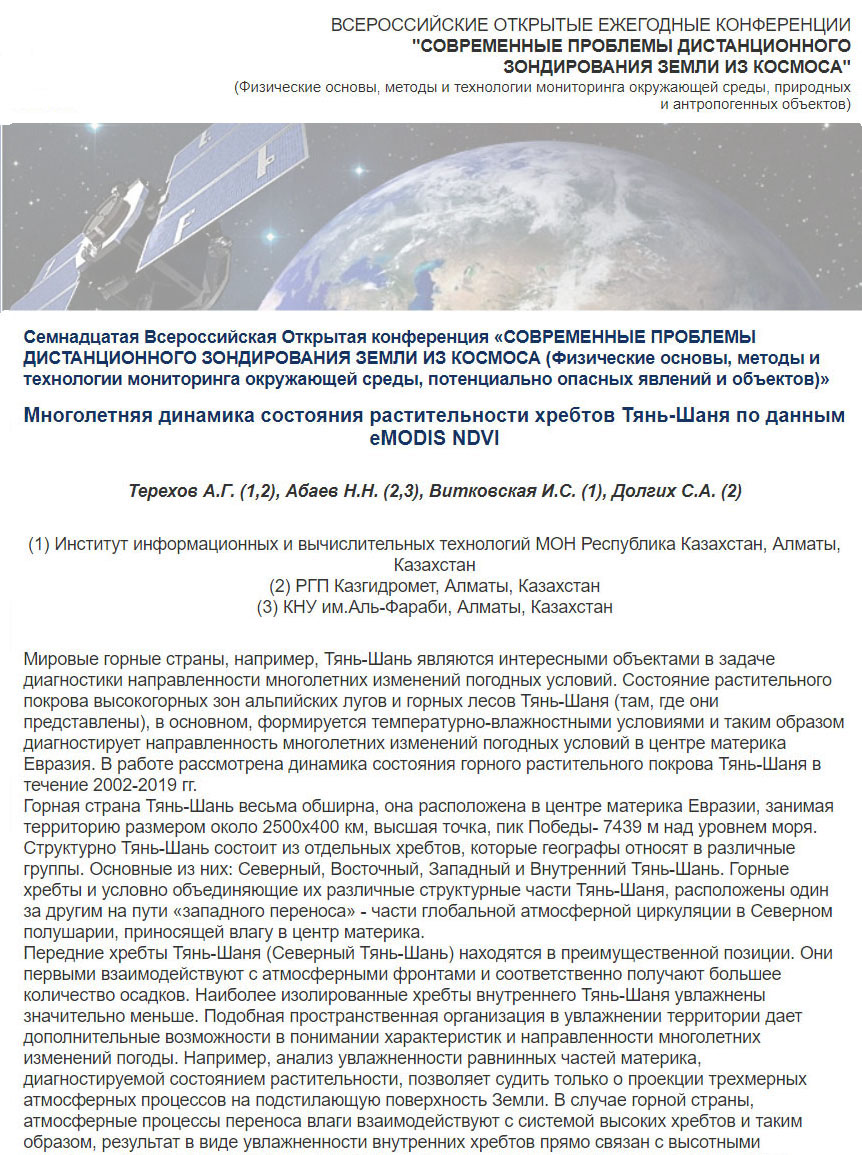 ВСЕРОССИЙСКИЕ ОТКРЫТЫЕ ЕЖЕГОДНЫЕ КОНФЕРЕНЦИИ
"СОВРЕМЕННЫЕ ПРОБЛЕМЫ ДИСТАНЦИОННОГО
ЗОНДИРОВАНИЯ ЗЕМЛИ ИЗ КОСМОСА"
(Физические основы, методы и технологии мониторинга окружающей среды, природных
и антропогенных объектов)
Семнадцатая Всероссийская Открытая конференция «СОВРЕМЕННЫЕ ПРОБЛЕМЫ
ДИСТАНЦИОННОГО ЗОНДИРОВАНИЯ ЗЕМЛИ ИЗ КОСМОСА (Физические основы, методы и
технологии мониторинга окружающей среды, потенциально опасных явлений и объектов)»
Многолетняя динамика состояния растительности хребтов Тянь-Шаня по данным
eMODIS NDVI
Терехов А.Г. (1,2), Абаев Н.Н. (2,3), Витковская И.С. (1), Долгих С.А. (2)
(1) Институт информационных и вычислительных технологий МОН Республика Казахстан, Алматы,
Казахстан
(2) РГП Казгидромет, Алматы, Казахстан
(3) КНУ им.Аль-Фараби, Алматы, Казахстан
Мировые горные страны, например, Тянь-Шань являются интересными объектами в задаче
диагностики направленности многолетних изменений погодных условий. Состояние растительного
покрова высокогорных зон альпийских лугов и горных лесов Тянь-Шаня (там, где они
представлены), в основном, формируется температурно-влажностными условиями и таким образом
диагностирует направленность многолетних изменений погодных условий в центре материка
Евразия. В работе рассмотрена динамика состояния горного растительного покрова Тянь-Шаня в
течение 2002-2019 гг.
Горная страна Тянь-Шань весьма обширна, она расположена в центре материка Евразии, занимая
территорию размером около 2500х400 км, высшая точка, пик Победы- 7439 м над уровнем моря.
Структурно Тянь-Шань состоит из отдельных хребтов, которые географы относят в различные
группы. Основные из них: Северный, Восточный, Западный и Внутренний Тянь-Шань. Горные
хребты и условно объединяющие их различные структурные части Тянь-Шаня, расположены один
за другим на пути «западного переноса» - части глобальной атмосферной циркуляции в Северном
полушарии, приносящей влагу в центр материка.
Передние хребты Тянь-Шаня (Северный Тянь-Шань) находятся в преимущественной позиции. Они
первыми взаимодействуют с атмосферными фронтами и соответственно получают большее
количество осадков. Наиболее изолированные хребты внутреннего Тянь-Шаня увлажнены
значительно меньше. Подобная пространственная организация в увлажнении территории дает
дополнительные возможности в понимании характеристик и направленности многолетних
изменений погоды. Например, анализ увлажненности равнинных частей материка,
диагностируемой состоянием растительности, позволяет судить только о проекции трехмерных
атмосферных процессов на подстилающую поверхность Земли. В случае горной страны,
атмосферные процессы переноса влаги взаимодействуют с системой высоких хребтов и таким
образом, результат в виде увлажненности внутренних хребтов прямо связан с высотными